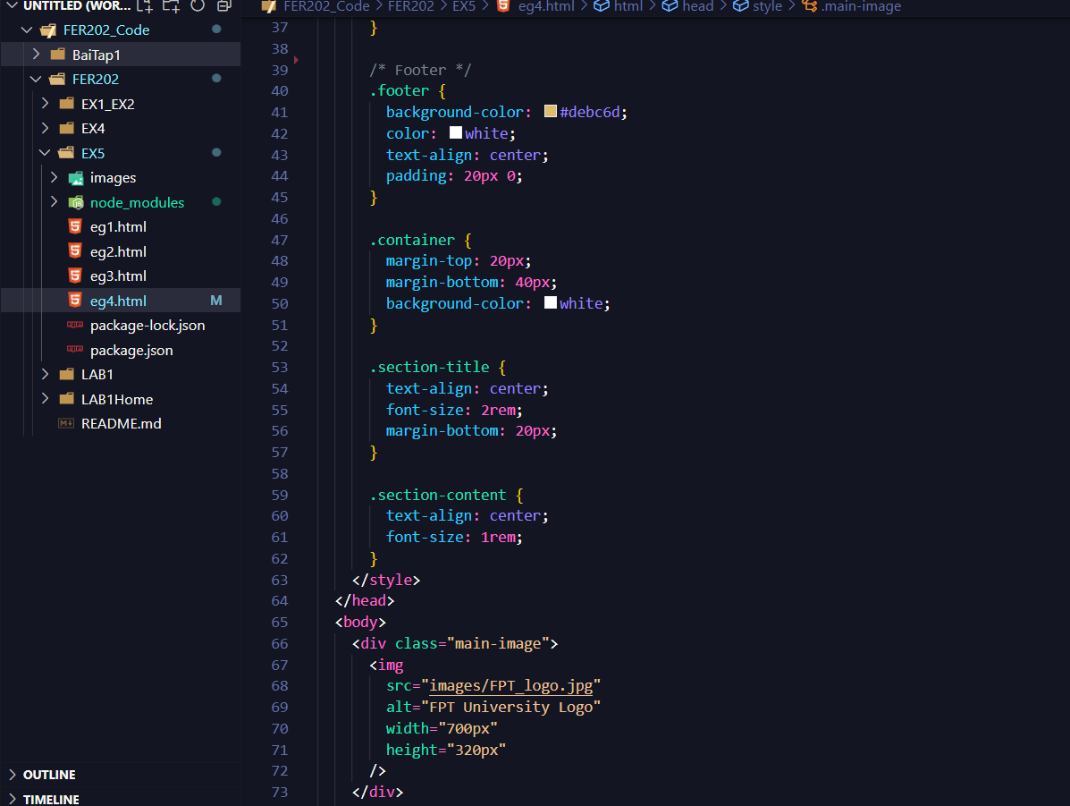 UNTITLED (WOR...
FER202_Code
BaiTap1
FER202
EX1_EX2
EX4
EX5
images
node_modules
eg1.html
eg2.html
eg3.html
eg4.html M
package-lock.json
package.json
LAB1
LAB1Home
README.md
OUTLINE
TIMELINE
FER202_Code > FER202 > EX5 > eg4.html > html > head > style > .main-image
37 }
38
39 /* Footer */
40 .footer {
41 background-color: #debc6d;
42 color: white;
43 text-align: center;
44 padding: 20px 0;
45 }
46
47 .container {
48 margin-top: 20px;
49 margin-bottom: 40px;
50 background-color: white;
51 }
52
53 .section-title {
54 text-align: center;
55 font-size: 2rem;
56 margin-bottom: 20px;
57 }
58
59 .section-content {
60 text-align: center;
61 font-size: 1rem;
62 }
63 </style>
64 </head>
65 <body>
66 <div class="main-image">
67 <img
68 src="images/FPT_logo.jpg"
69 alt="FPT University Logo"
70 width="700px"
71 height="320px"
72 />
73 </div>